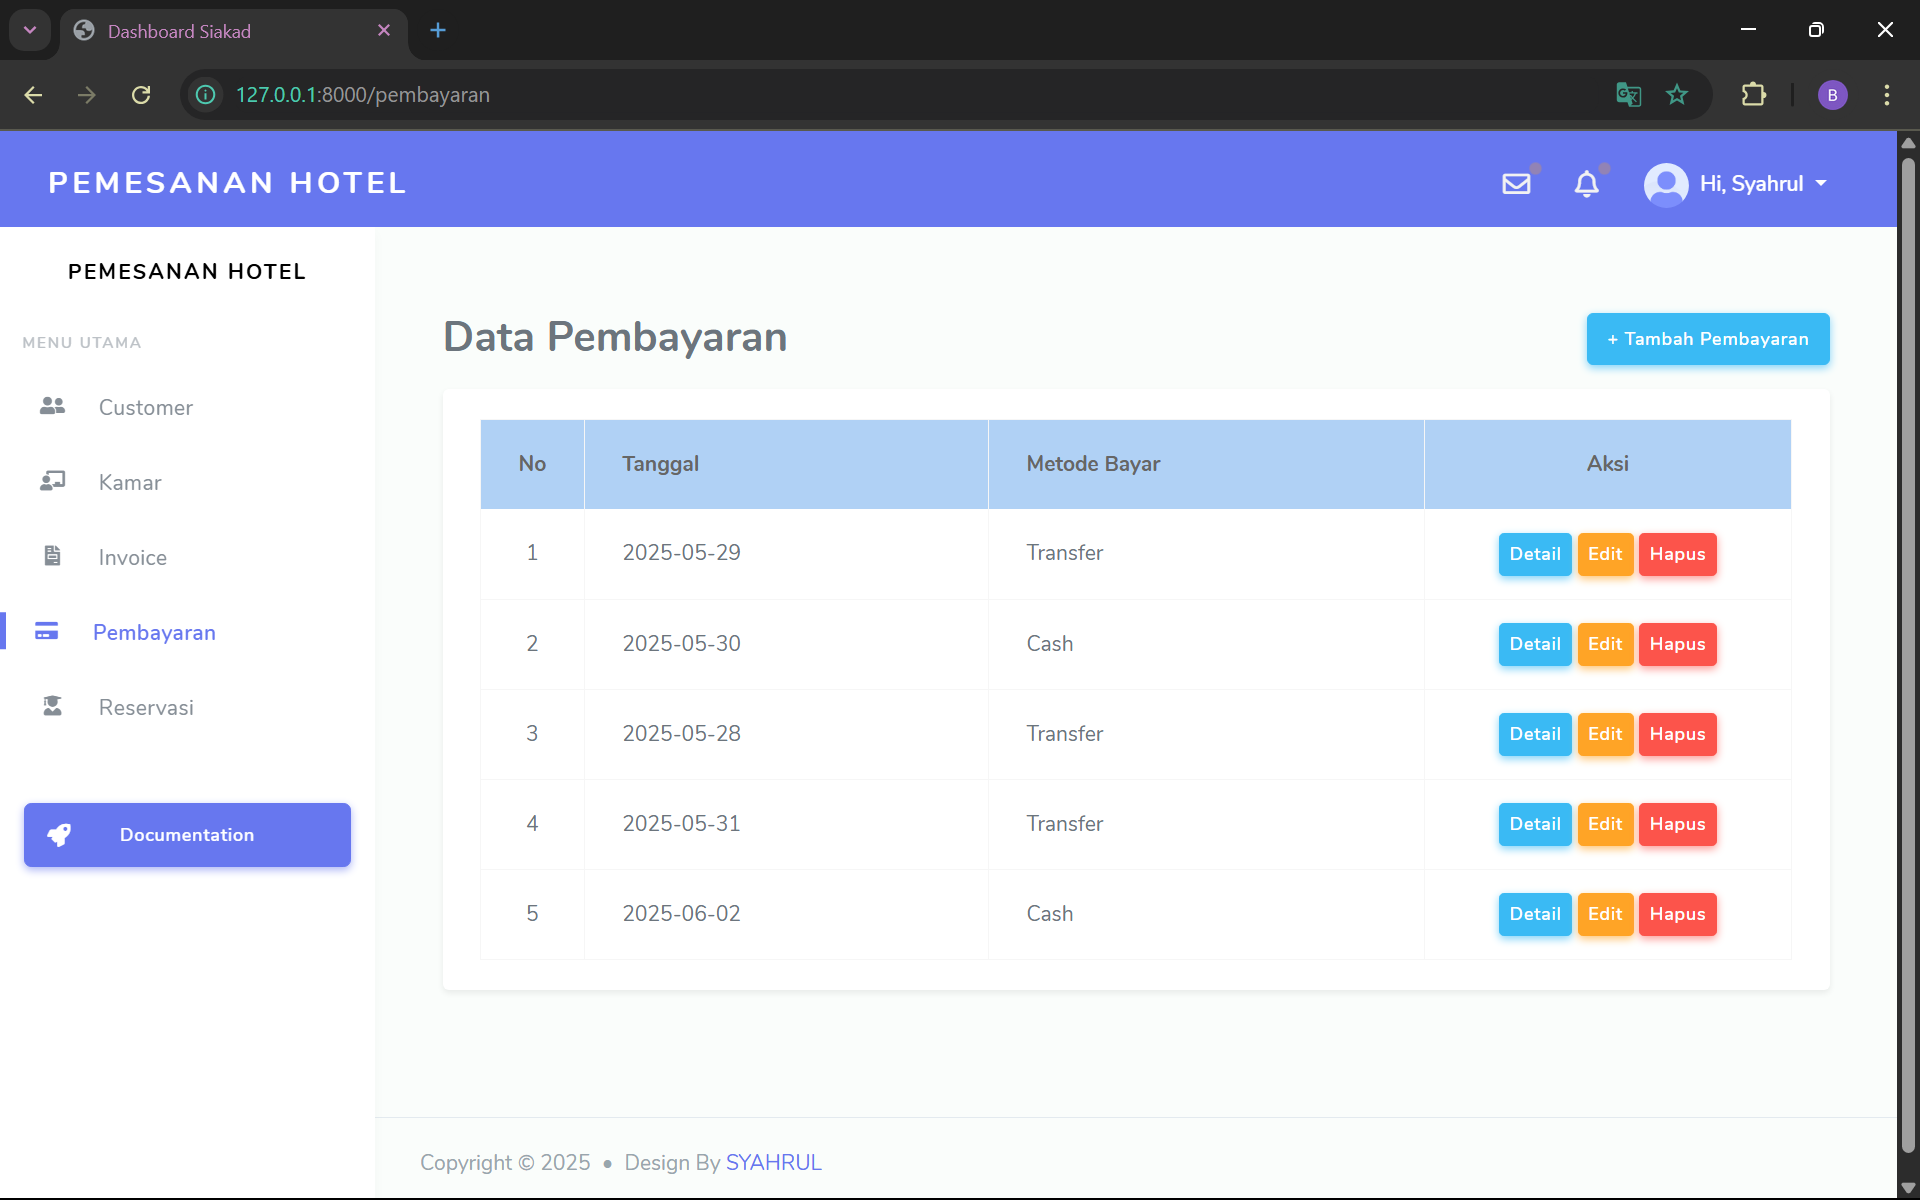 Dashboard Siakad
127.0.0.1:8000/pembayaran
B
PEMESANAN HOTEL
Hi, Syahrul
PEMESANAN HOTEL
MENU UTAMA
Customer
Kamar
Invoice
Pembayaran
Reservasi
Documentation
Data Pembayaran
+ Tambah Pembayaran
No Tanggal Metode Bayar Aksi
1 2025-05-29 Transfer Detail Edit Hapus
2 2025-05-30 Cash Detail Edit Hapus
3 2025-05-28 Transfer Detail Edit Hapus
4 2025-05-31 Transfer Detail Edit Hapus
5 2025-06-02 Cash Detail Edit Hapus
Copyright © 2025 • Design By SYAHRUL